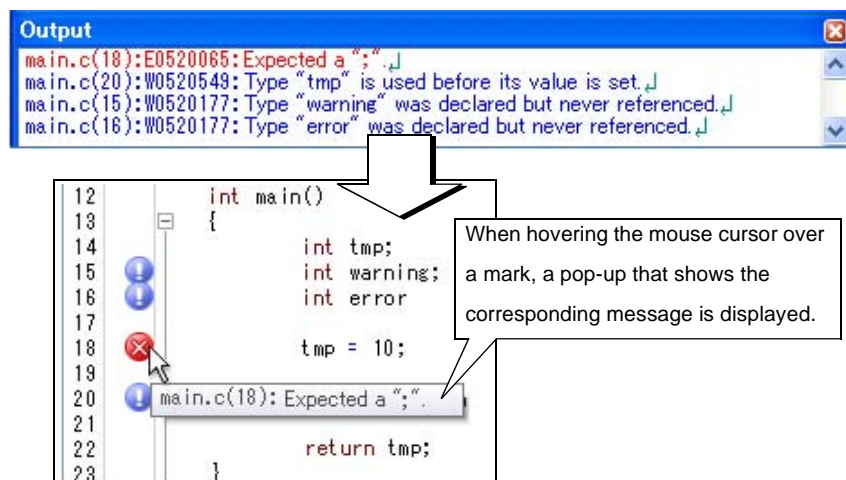 Output
main.c(18):E0520065:Expected a ";".↲
main.c(20):W0520549:Type "tmp" is used before its value is set.↲
main.c(15):W0520177:Type "warning" was declared but never referenced.↲
main.c(16):W0520177:Type "error" was declared but never referenced.↲
12 int main()
13 {
14 int tmp;
15 int warning;
16 int error
17
18 tmp = 10;
19
20
21
22 return tmp;
23 }
main.c(18): Expected a ";".
When hovering the mouse cursor over
a mark, a pop-up that shows the
corresponding message is displayed.